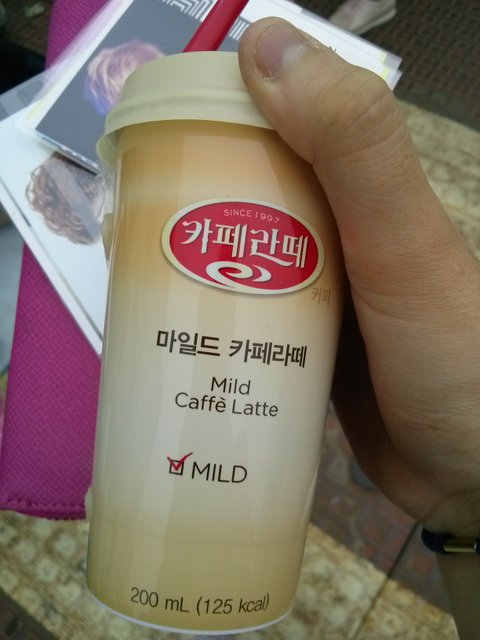 SINCE 1997
카페라떼
커피
마일드 카페라떼
Mild
Caffè Latte
MILD
200 mL (125 kcal)